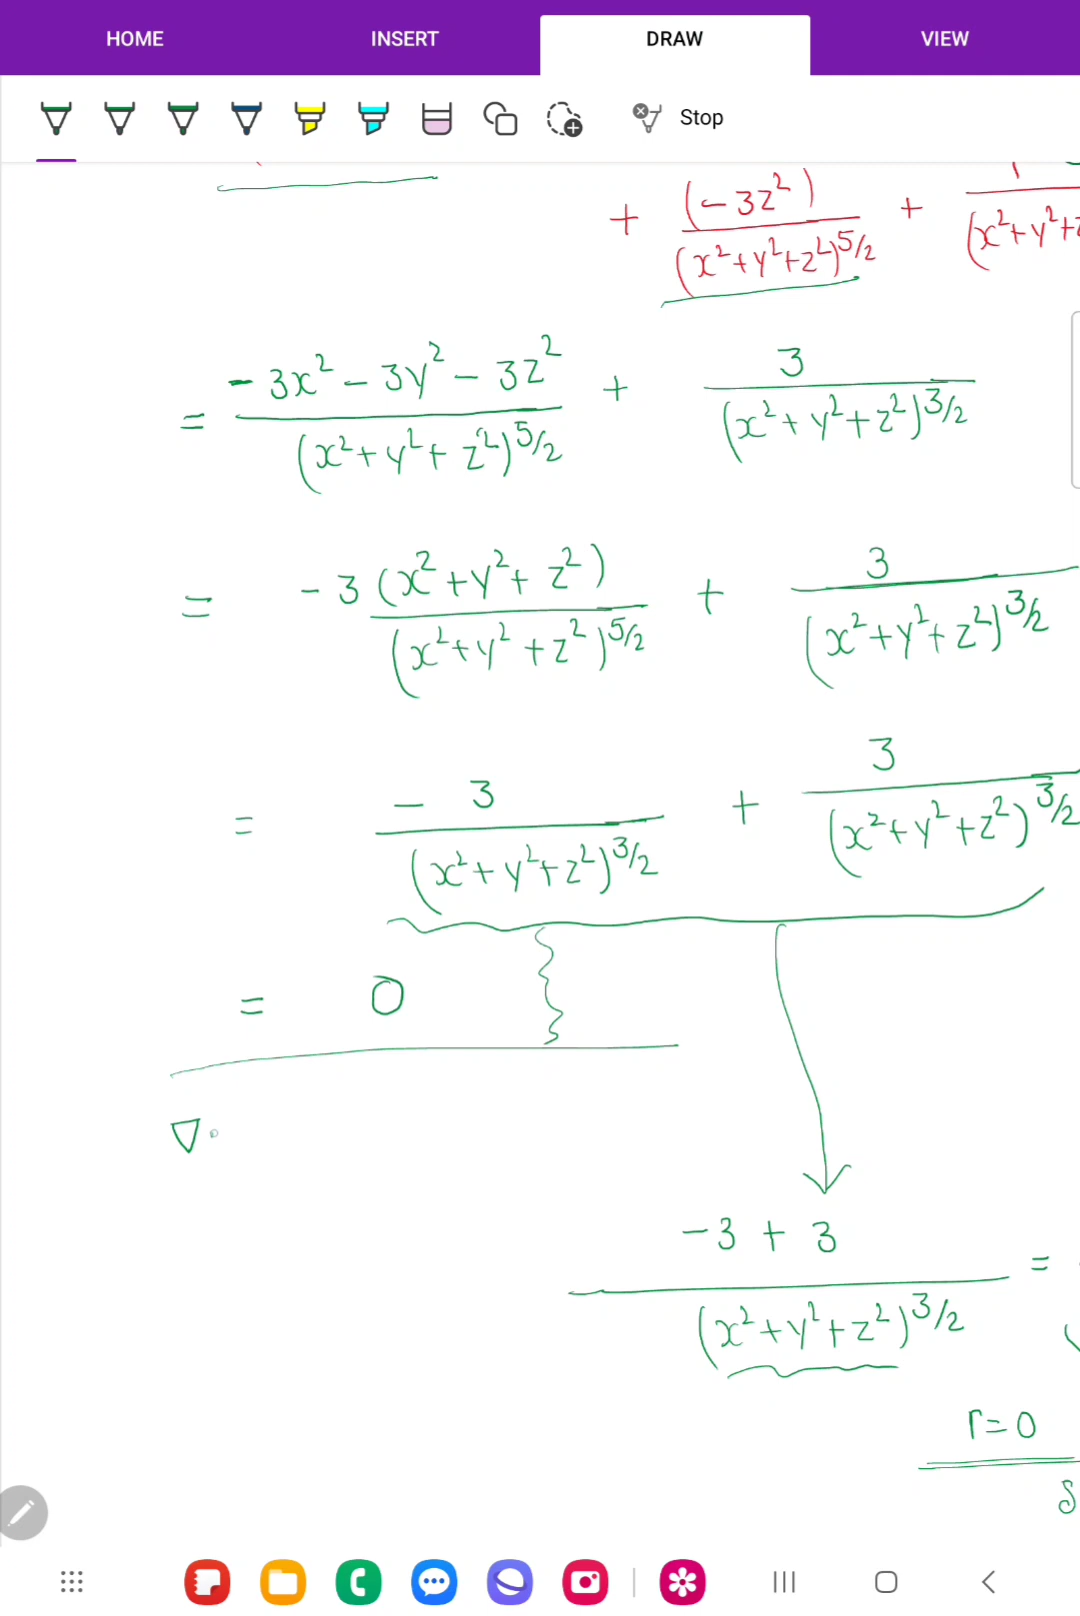 HOME INSERT DRAW VIEW
Stop
+ (-3z²) / (x²+y²+z²)^5/2 + 1 / (x²+y²+z
= -3x² - 3y² - 3z² / (x²+y²+z²)^5/2 + 3 / (x²+y²+z²)^3/2
= -3 (x²+y²+z²) / (x²+y²+z²)^5/2 + 3 / (x²+y²+z²)^3/2
= -3 / (x²+y²+z²)^3/2 + 3 / (x²+y²+z²)^3/2
= 0
∇·
-3 + 3 / (x²+y²+z²)^3/2 =
r=0